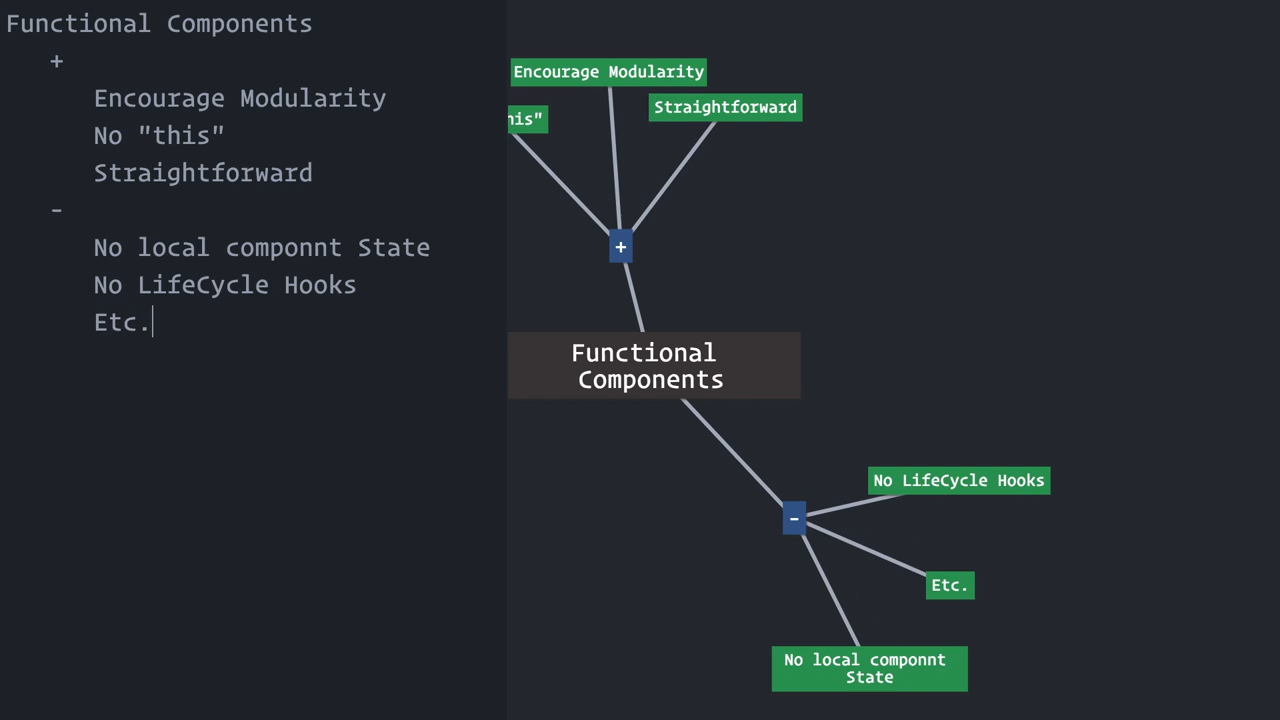 Functional Components
+
Encourage Modularity
No "this"
Straightforward
-
No local componnt State
No LifeCycle Hooks
Etc.
Encourage Modularity
Straightforward
his"
+
Functional
Components
No LifeCycle Hooks
-
Etc.
No local componnt
State